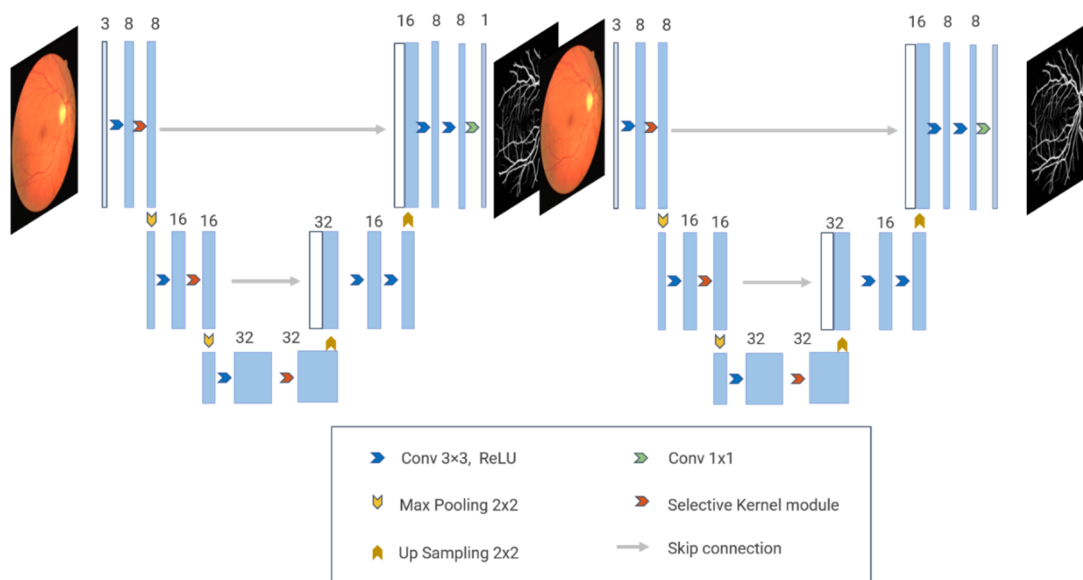 3 8 8 16 8 8 1 3 8 8 16 8 8
16 16 32 16 16 16 32 16
32 32 32 32
Conv 3×3, ReLU Conv 1x1
Max Pooling 2x2 Selective Kernel module
Up Sampling 2x2 Skip connection